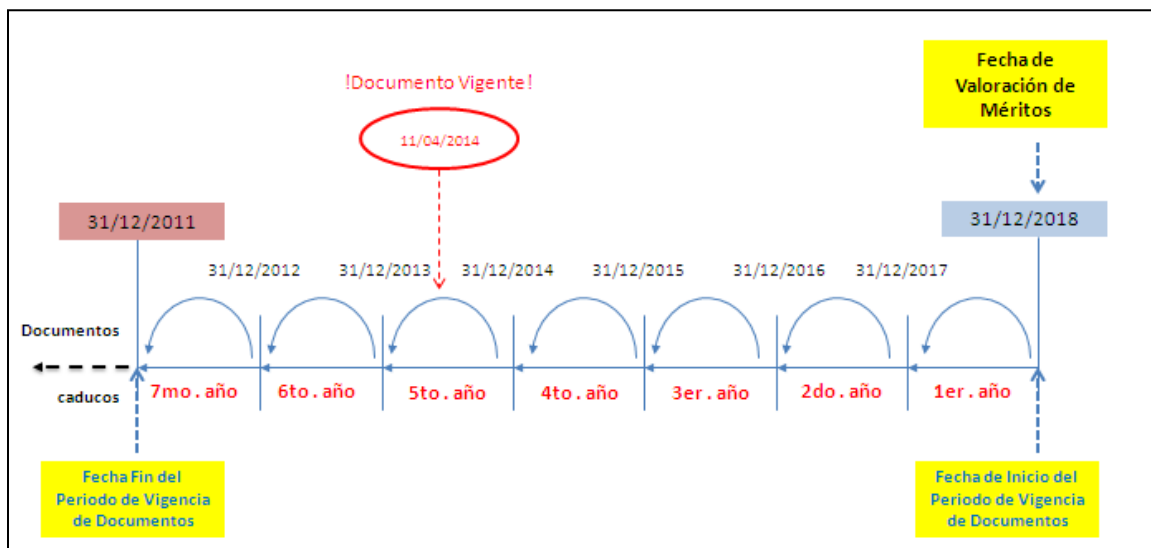 Fecha de
Valoración de
Méritos
!Documento Vigente!
11/04/2014
31/12/2011
31/12/2018
31/12/2012
31/12/2013
31/12/2014
31/12/2015
31/12/2016
31/12/2017
Documentos
caducos
7mo. año
6to. año
5to. año
4to. año
3er. año
2do. año
1er. año
Fecha Fin del
Periodo de Vigencia
de Documentos
Fecha de Inicio del
Periodo de Vigencia
de Documentos